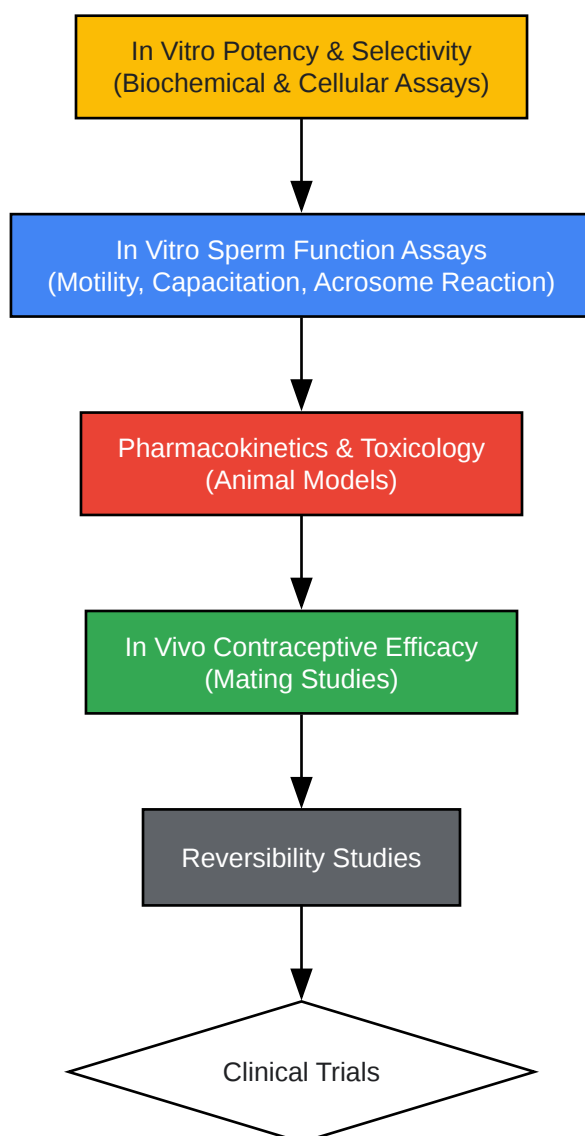 In Vitro Potency & Selectivity
(Biochemical & Cellular Assays)
In Vitro Sperm Function Assays
(Motility, Capacitation, Acrosome Reaction)
Pharmacokinetics & Toxicology
(Animal Models)
In Vivo Contraceptive Efficacy
(Mating Studies)
Reversibility Studies
Clinical Trials